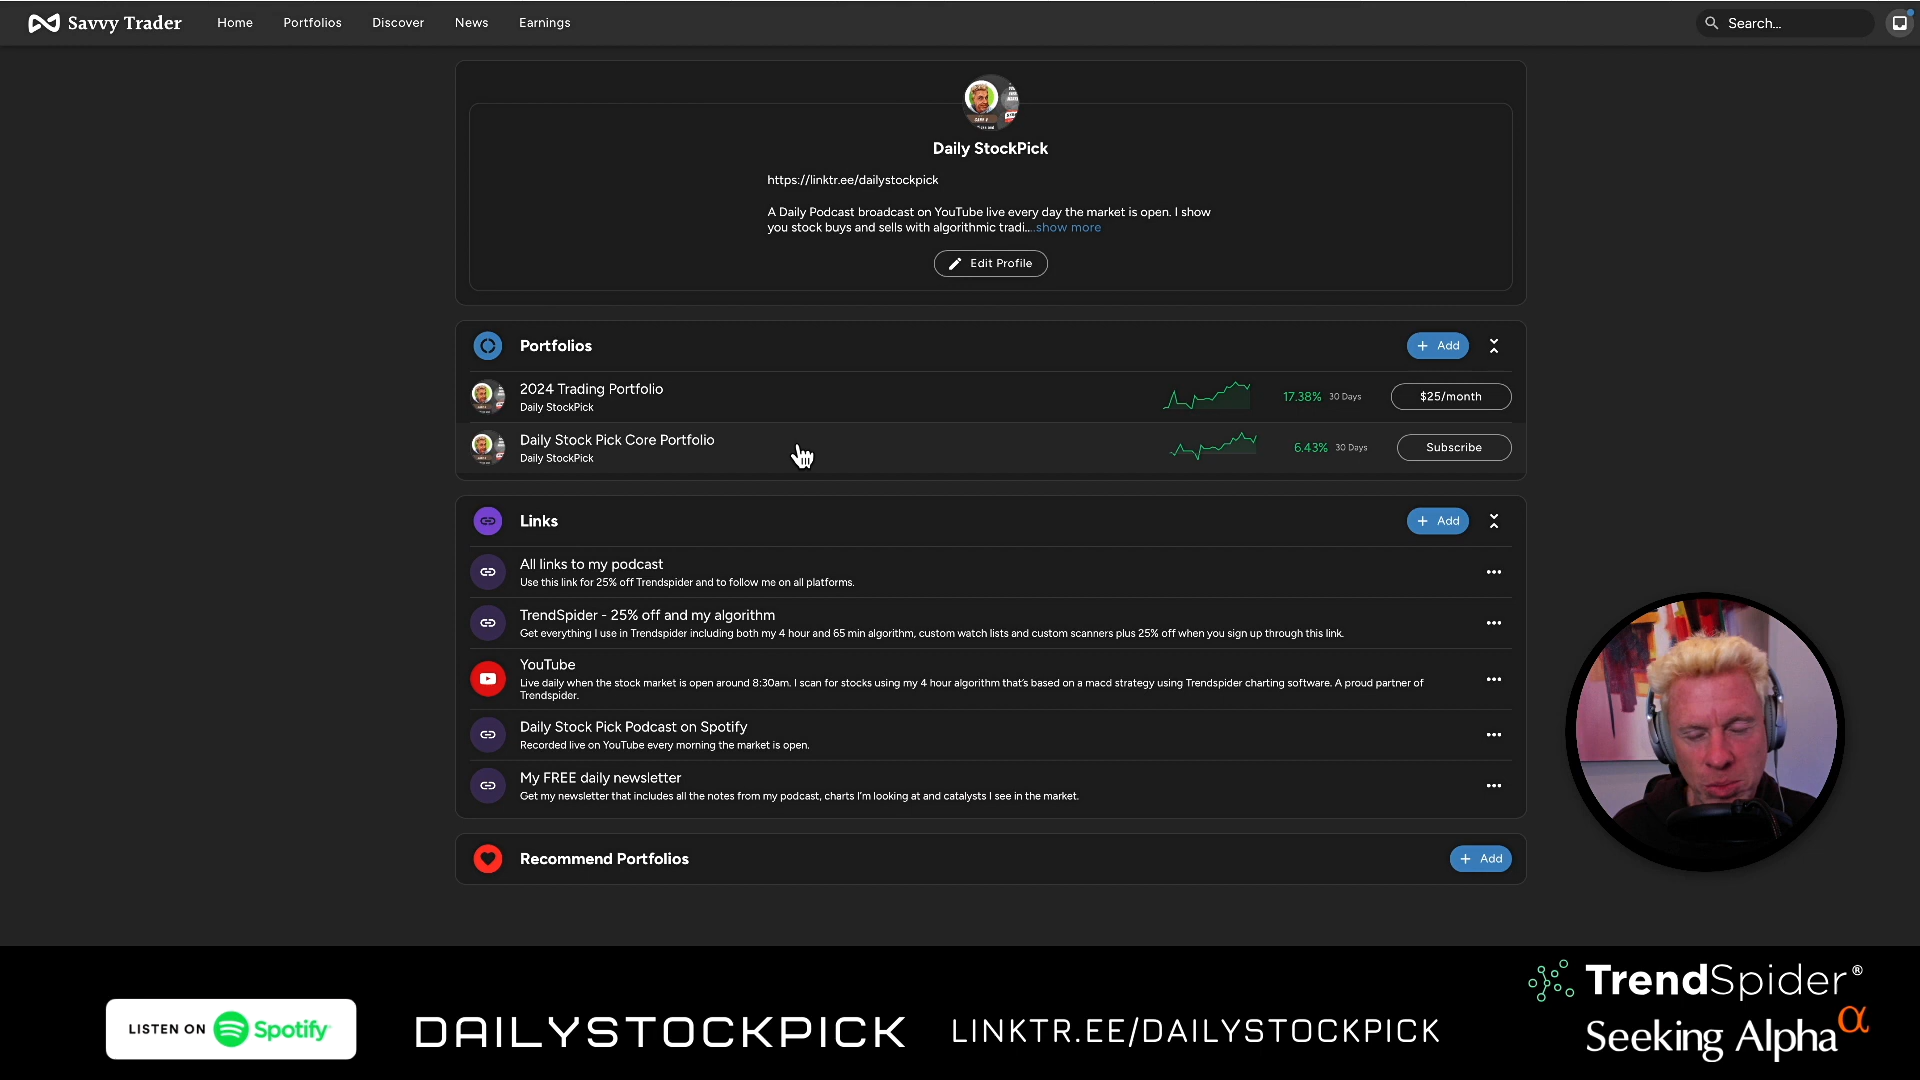 Savvy Trader
Home
Portfolios
Discover
News
Earnings
Search...
Daily StockPick
https://linktr.ee/dailystockpick
A Daily Podcast broadcast on YouTube live every day the market is open. I show
you stock buys and sells with algorithmic tradi...show more
Edit Profile
Portfolios
+ Add
2024 Trading Portfolio
Daily StockPick
17.38% 30 Days
$25/month
Daily Stock Pick Core Portfolio
Daily StockPick
6.43% 30 Days
Subscribe
Links
+ Add
All links to my podcast
Use this link for 25% off Trendspider and to follow me on all platforms.
TrendSpider - 25% off and my algorithm
Get everything I use in Trendspider including both my 4 hour and 65 min algorithm, custom watch lists and custom scanners plus 25% off when you sign up through this link.
YouTube
Live daily when the stock market is open around 8:30am. I scan for stocks using my 4 hour algorithm that's based on a macd strategy using Trendspider charting software. A proud partner of
Trendspider.
Daily Stock Pick Podcast on Spotify
Recorded live on YouTube every morning the market is open.
My FREE daily newsletter
Get my newsletter that includes all the notes from my podcast, charts I'm looking at and catalysts I see in the market.
Recommend Portfolios
+ Add
LISTEN ON Spotify
DAILYSTOCKPICK
LINKTR.EE/DAILYSTOCKPICK
TrendSpider®
Seeking Alpha α